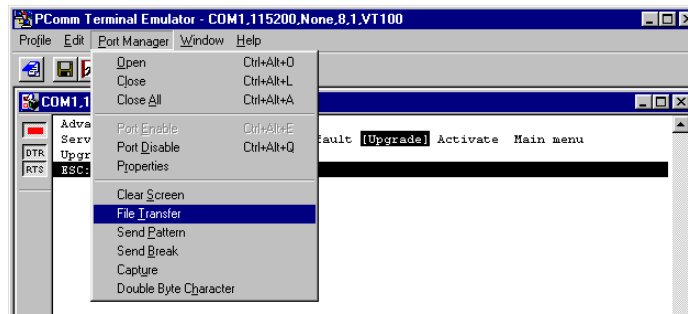 PComm Terminal Emulator - COM1,115200,None,8,1,VT100
Profile Edit Port Manager Window Help
Open Ctrl+Alt+O
Close Ctrl+Alt+L
Close All Ctrl+Alt+A
Port Enable Ctrl+Alt+E
Port Disable Ctrl+Alt+Q
Properties
Clear Screen
File Transfer
Send Pattern
Send Break
Capture
Double Byte Character
COM1,1
DTR
RTS
Adva
Serv fault [Upgrade] Activate Main menu
Upgr
ESC: